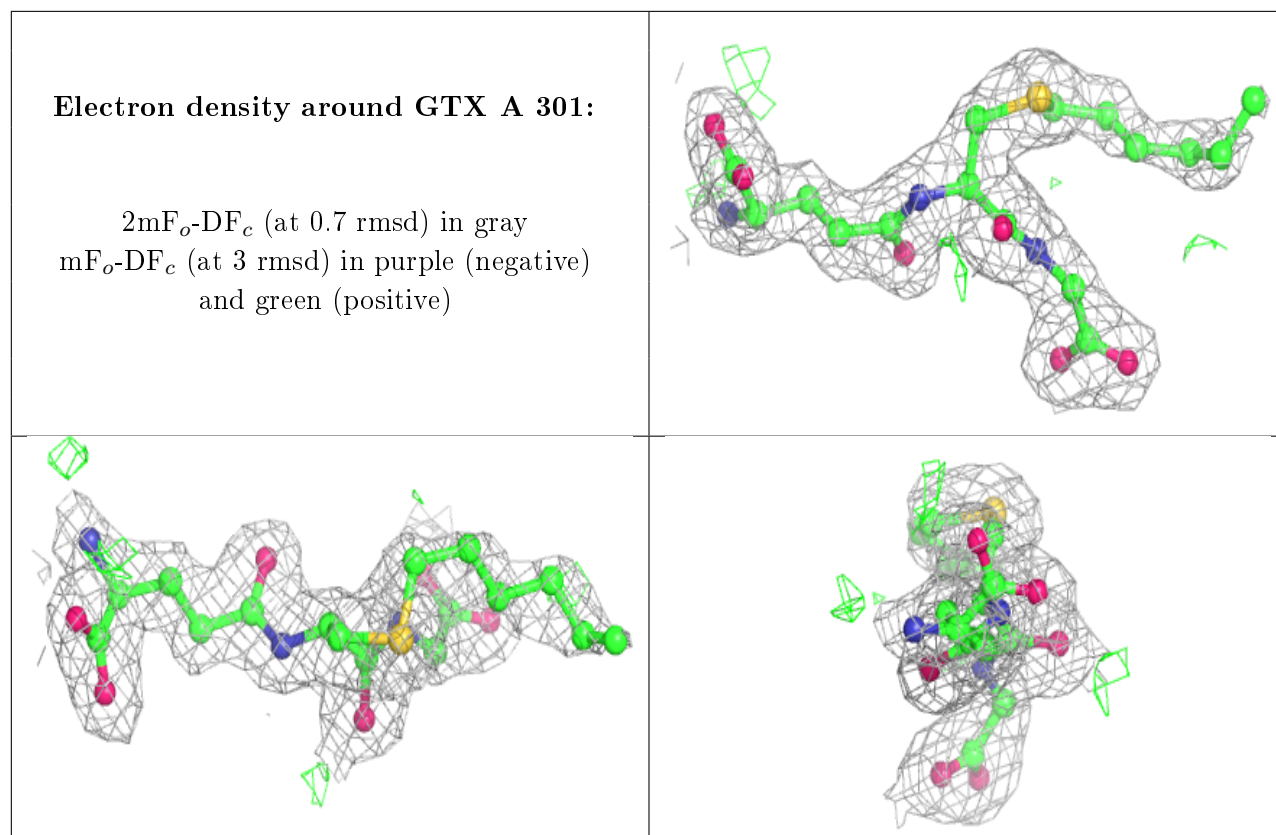 Electron density around GTX A 301:
2mFₒ-DF𝒸 (at 0.7 rmsd) in gray
mFₒ-DF𝒸 (at 3 rmsd) in purple (negative)
and green (positive)